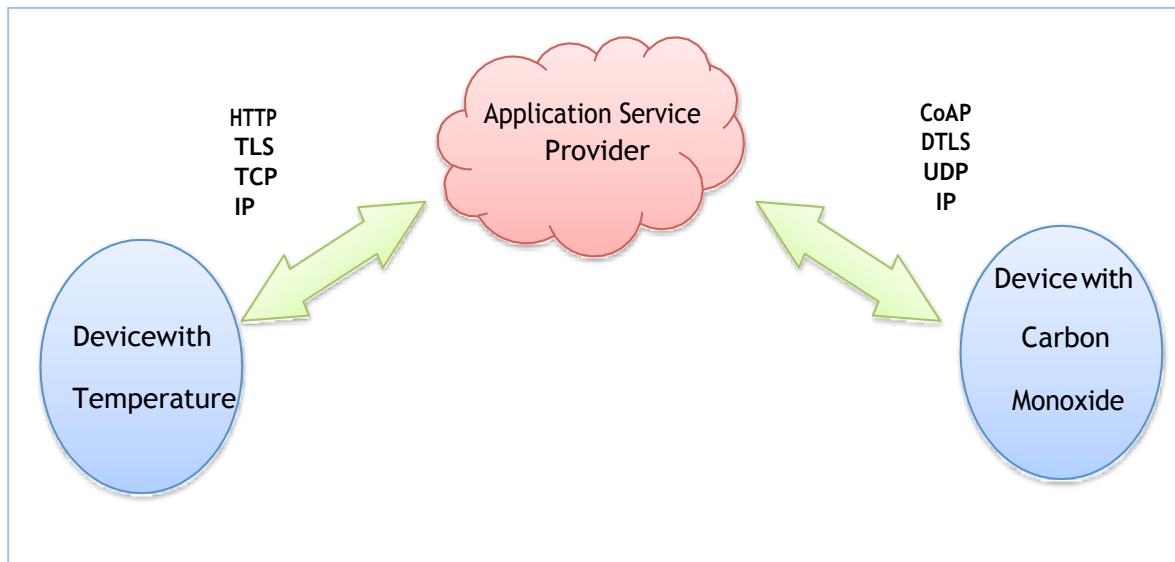 Application Service
Provider
HTTP
TLS
TCP
IP
CoAP
DTLS
UDP
IP
Devicewith
Temperature
Device with
Carbon
Monoxide